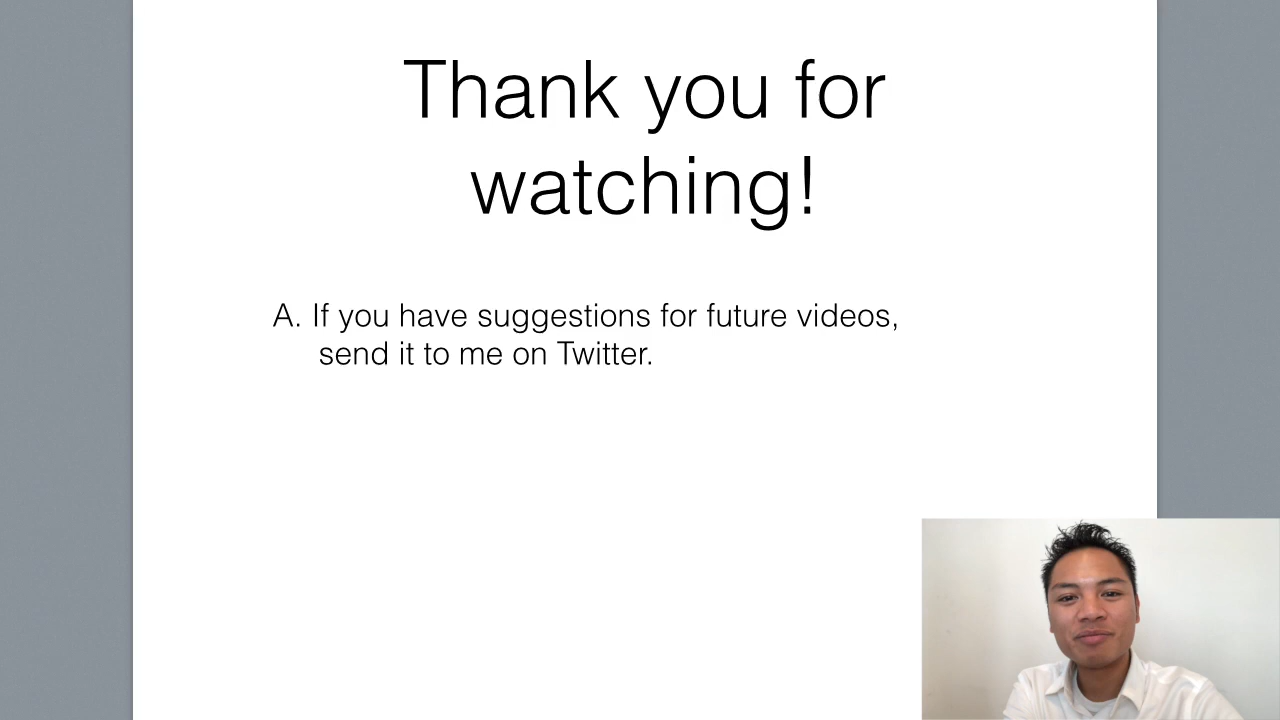 Thank you for
watching!
A. If you have suggestions for future videos,
send it to me on Twitter.